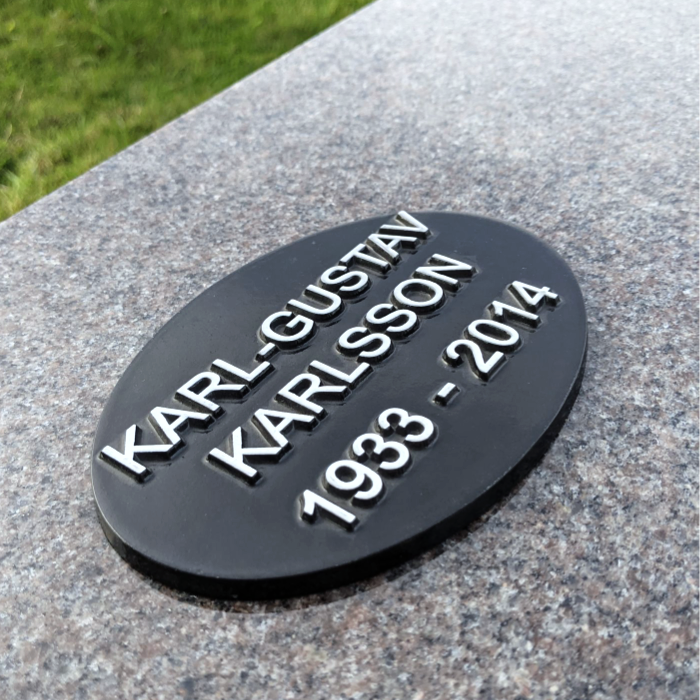 KARL-GUSTAV
KARLSSON
1933 - 2014